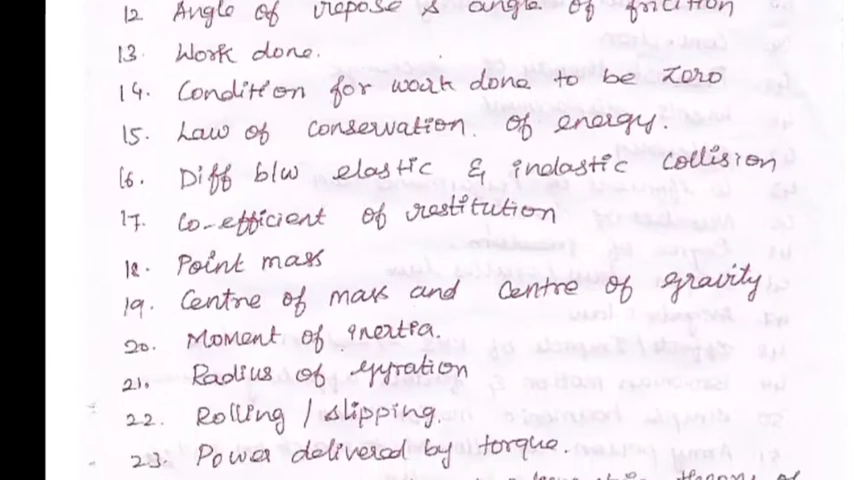 12 Angle of repose is angle of friction
13. Work done.
14. Condition for work done to be Zoro
15. Law of conservation. of energy.
16. Diff b/w elastic & inelastic collision
17. Co-efficient of restitution
18. Point mass
19. Centre of mass and Centre of gravity
20. Moment of inertia.
21. Radius of gyration
22. Rolling / slipping.
23. Power delivered by torque.